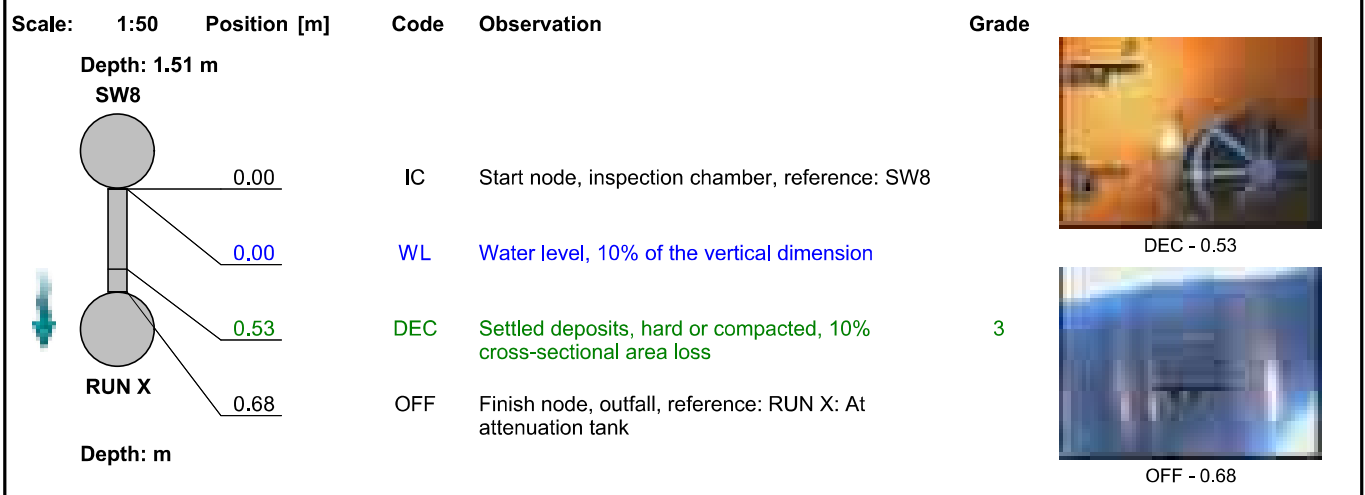 Scale: 1:50 Position [m] Code Observation Grade
Depth: 1.51 m
SW8
0.00 IC Start node, inspection chamber, reference: SW8
0.00 WL Water level, 10% of the vertical dimension
0.53 DEC Settled deposits, hard or compacted, 10% 3
cross-sectional area loss
RUN X
0.68 OFF Finish node, outfall, reference: RUN X: At
attenuation tank
Depth: m
DEC - 0.53
OFF - 0.68